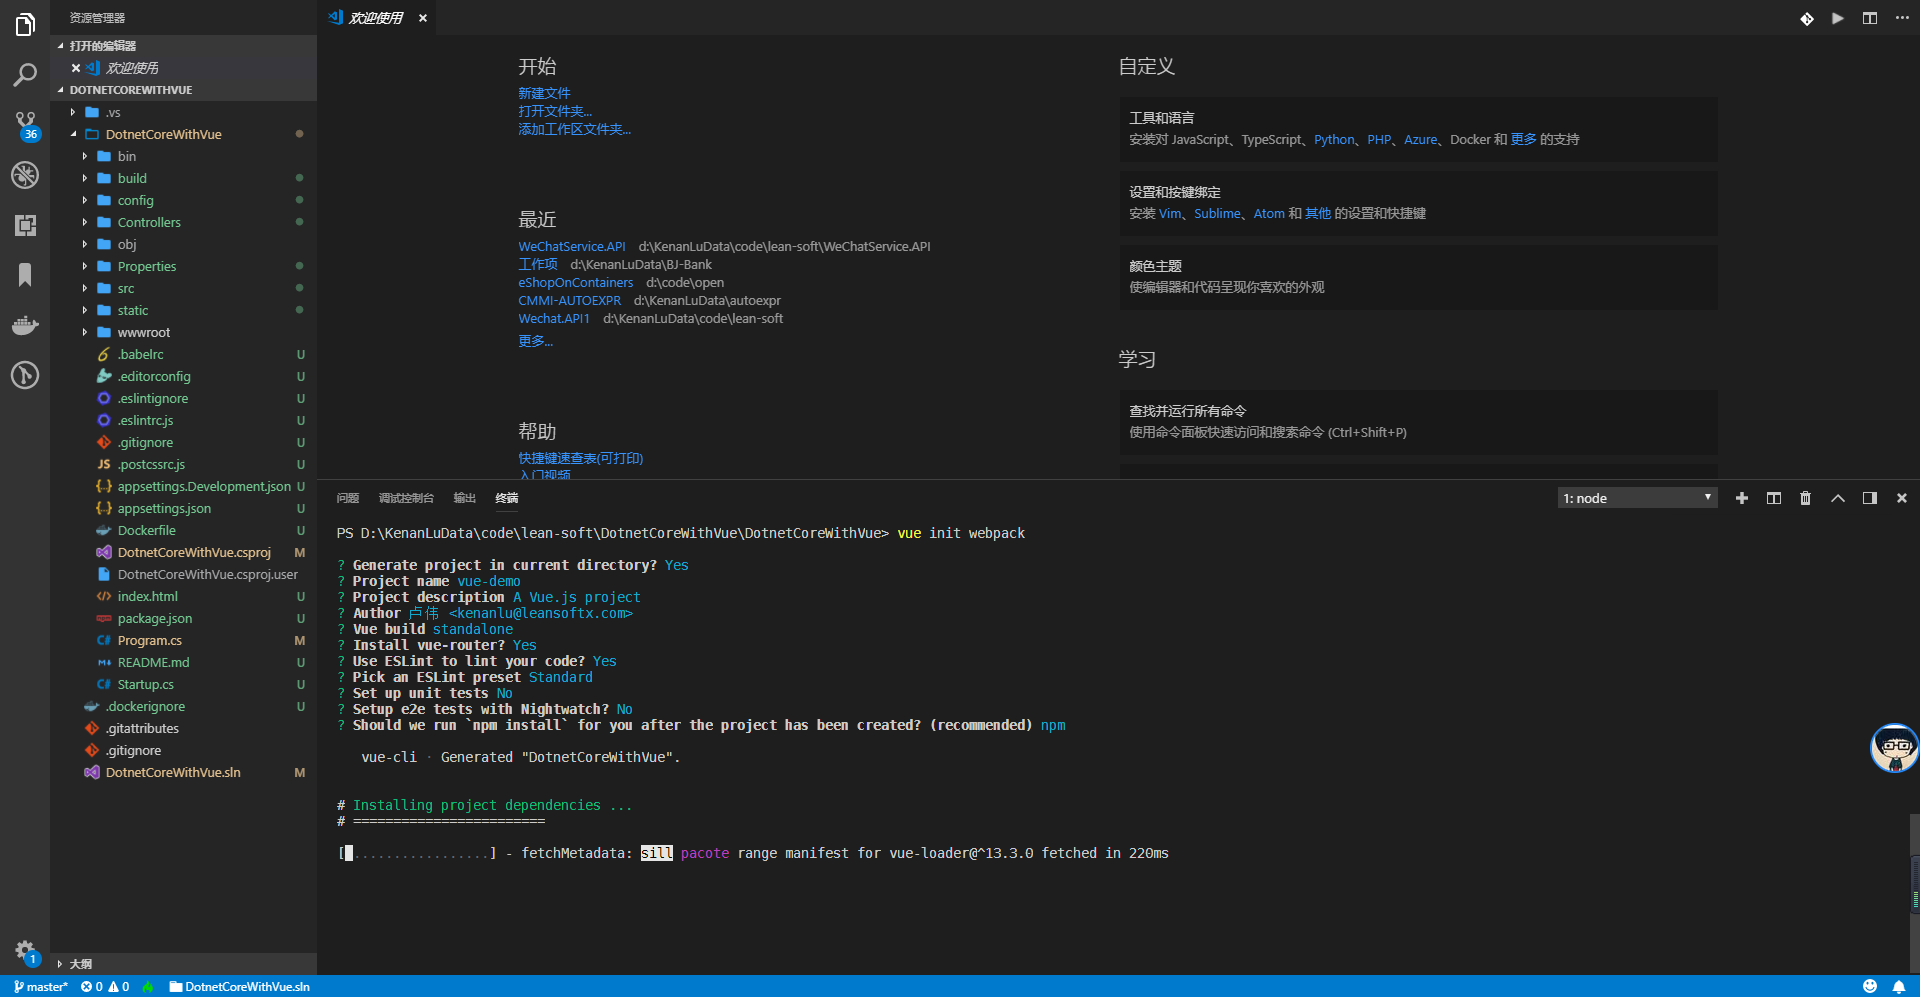 资源管理器
打开的编辑器
欢迎使用
DOTNETCOREWITHVUE
.vs
DotnetCoreWithVue
bin
build
config
Controllers
obj
Properties
src
static
wwwroot
.babelrc U
.editorconfig U
.eslintignore U
.eslintrc.js U
.gitignore U
JS .postcssrc.js U
{..} appsettings.Development.json U
{..} appsettings.json U
Dockerfile U
DotnetCoreWithVue.csproj M
DotnetCoreWithVue.csproj.user
index.html U
npm package.json U
C# Program.cs M
M↓ README.md U
C# Startup.cs U
.dockerignore U
.gitattributes
.gitignore
DotnetCoreWithVue.sln M
大纲
36
1
欢迎使用
开始
新建文件
打开文件夹...
添加工作区文件夹...
最近
WeChatService.API d:\KenanLuData\code\lean-soft\WeChatService.API
工作项 d:\KenanLuData\BJ-Bank
eShopOnContainers d:\code\open
CMMI-AUTOEXPR d:\KenanLuData\autoexpr
Wechat.API1 d:\KenanLuData\code\lean-soft
更多...
帮助
快捷键速查表(可打印)
入门视频
自定义
工具和语言
安装对 JavaScript、TypeScript、Python、PHP、Azure、Docker 和 更多 的支持
设置和按键绑定
安装 Vim、Sublime、Atom 和 其他 的设置和快捷键
颜色主题
使编辑器和代码呈现你喜欢的外观
学习
查找并运行所有命令
使用命令面板快速访问和搜索命令 (Ctrl+Shift+P)
问题 调试控制台 输出 终端
1: node
PS D:\KenanLuData\code\lean-soft\DotnetCoreWithVue\DotnetCoreWithVue> vue init webpack
? Generate project in current directory? Yes
? Project name vue-demo
? Project description A Vue.js project
? Author 卢伟 <kenanlu@leansoftx.com>
? Vue build standalone
? Install vue-router? Yes
? Use ESLint to lint your code? Yes
? Pick an ESLint preset Standard
? Set up unit tests No
? Setup e2e tests with Nightwatch? No
? Should we run `npm install` for you after the project has been created? (recommended) npm
vue-cli · Generated "DotnetCoreWithVue".
# Installing project dependencies ...
# ========================
[ .................] - fetchMetadata: sill pacote range manifest for vue-loader@^13.3.0 fetched in 220ms
master* 0 0 DotnetCoreWithVue.sln